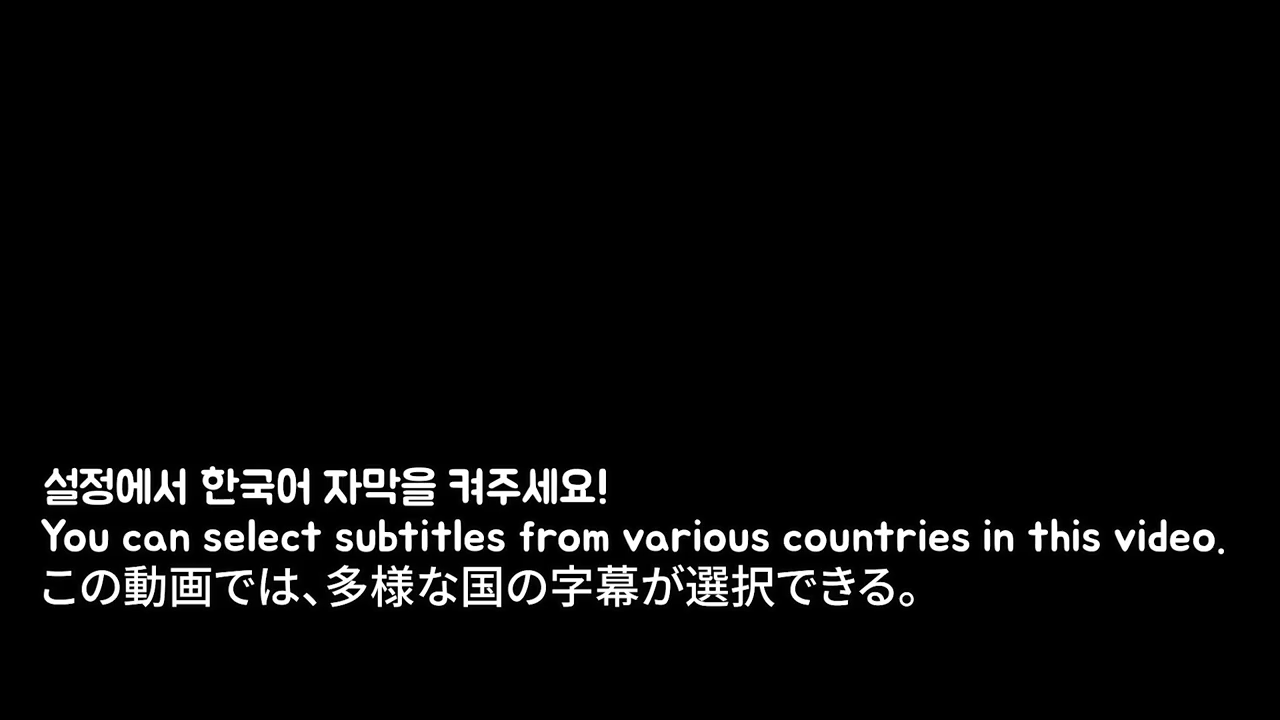 설정에서 한국어 자막을 켜주세요!
You can select subtitles from various countries in this video.
この動画では、多様な国の字幕が選択できる。